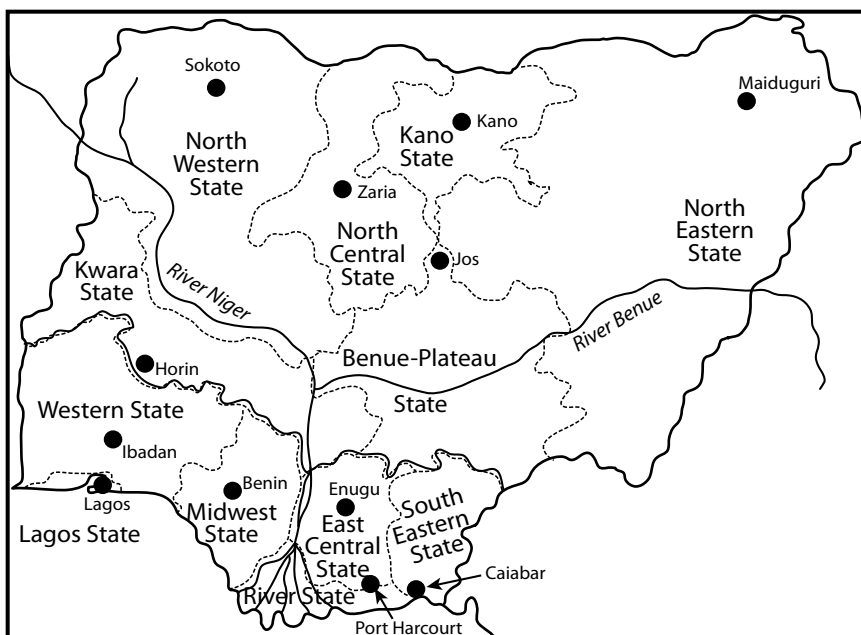 Sokoto
Maiduguri
Kano
North
Western
State
Kano
State
Zaria
North
Central
State
North
Eastern
State
Jos
Kwara
State
River Niger
River Benue
Benue-Plateau
State
Horin
Western State
Ibadan
Lagos
Lagos State
Benin
Midwest
State
Enugu
East
Central
State
South
Eastern
State
River State
Caiabar
Port Harcourt